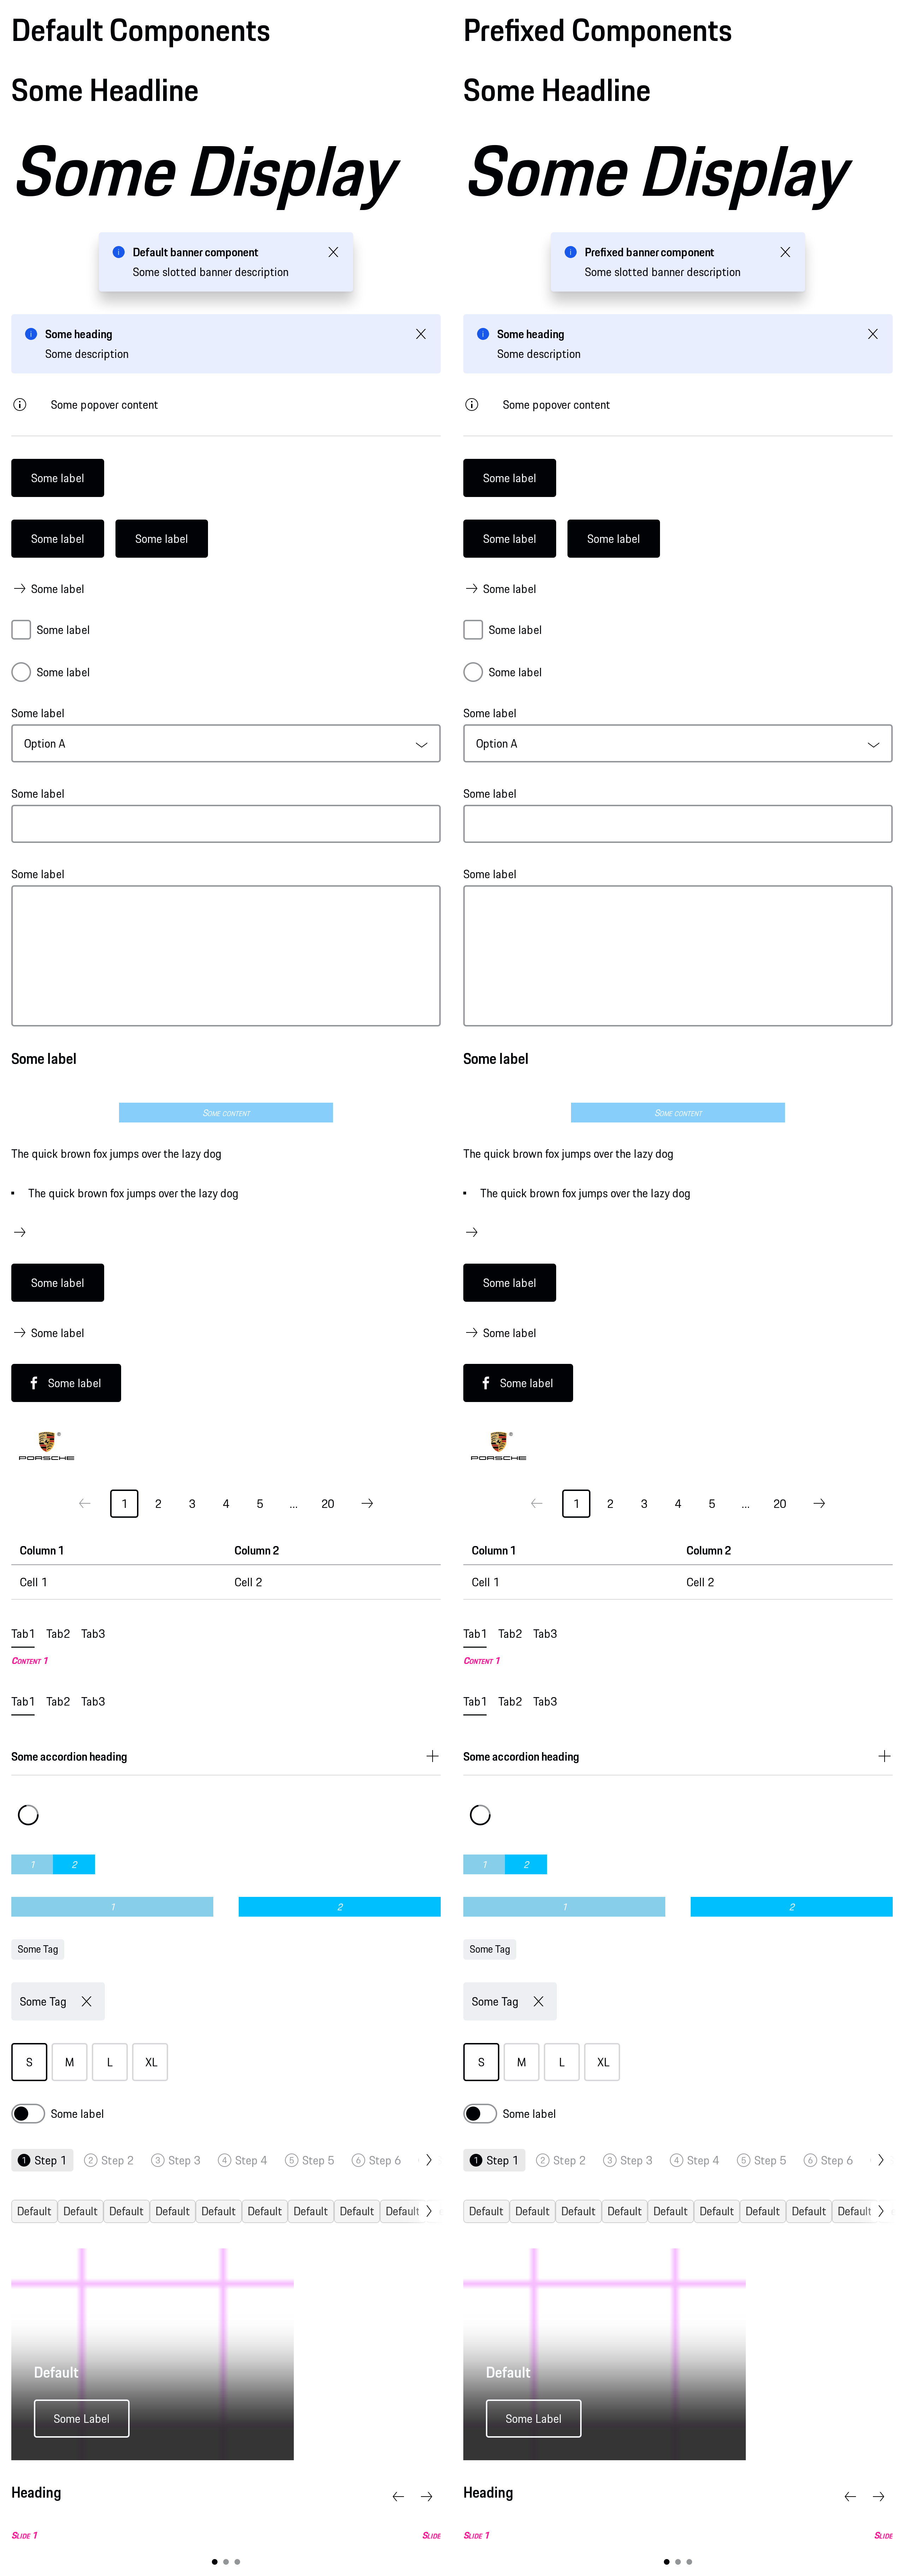 Default Components
Some Headline
Some Display
Default banner component
Some slotted banner description
Some heading
Some description
Some popover content
Some label
Some label Some label
Some label
Some label
Some label
Some label
Option A
Some label
Some label
Some label
Some content
The quick brown fox jumps over the lazy dog
The quick brown fox jumps over the lazy dog
Some label
Some label
Some label
PORSCHE
1 2 3 4 5 ... 20
Column 1 Column 2
Cell 1 Cell 2
Tab1 Tab2 Tab3
Content 1
Tab1 Tab2 Tab3
Some accordion heading
1 2
1 2
Some Tag
Some Tag
S M L XL
Some label
1 Step 1 2 Step 2 3 Step 3 4 Step 4 5 Step 5 6 Step 6
Default Default Default Default Default Default Default Default Default
Default
Some Label
Heading
Slide 1 Slide
Prefixed Components
Some Headline
Some Display
Prefixed banner component
Some slotted banner description
Some heading
Some description
Some popover content
Some label
Some label Some label
Some label
Some label
Some label
Some label
Option A
Some label
Some label
Some label
Some content
The quick brown fox jumps over the lazy dog
The quick brown fox jumps over the lazy dog
Some label
Some label
Some label
PORSCHE
1 2 3 4 5 ... 20
Column 1 Column 2
Cell 1 Cell 2
Tab1 Tab2 Tab3
Content 1
Tab1 Tab2 Tab3
Some accordion heading
1 2
1 2
Some Tag
Some Tag
S M L XL
Some label
1 Step 1 2 Step 2 3 Step 3 4 Step 4 5 Step 5 6 Step 6
Default Default Default Default Default Default Default Default Default
Default
Some Label
Heading
Slide 1 Slide